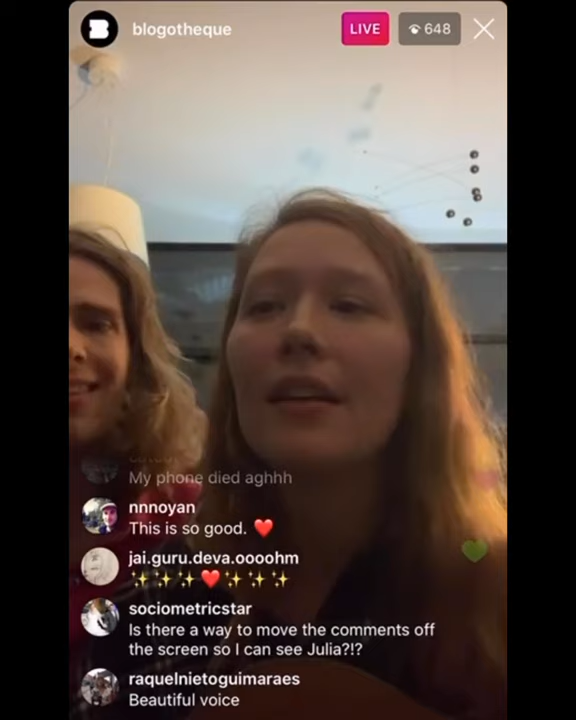 blogotheque
LIVE
648
My phone died aghhh
nnnoyan
This is so good. ❤️
jai.guru.deva.oooohm
✨✨✨❤️✨✨✨
sociometricstar
Is there a way to move the comments off
the screen so I can see Julia?!?
raquelnietoguimaraes
Beautiful voice